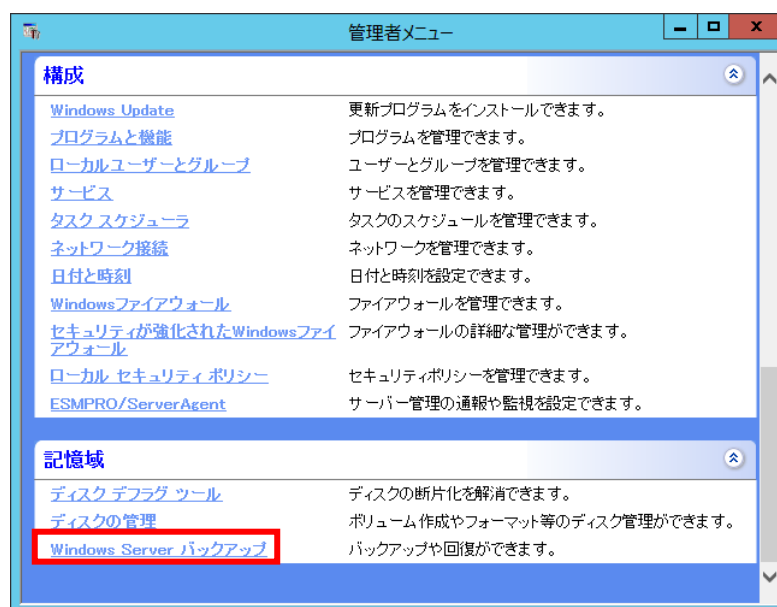 管理者メニュー
構成
Windows Update 更新プログラムをインストールできます。
プログラムと機能 プログラムを管理できます。
ローカルユーザーとグループ ユーザーとグループを管理できます。
サービス サービスを管理できます。
タスク スケジューラ タスクのスケジュールを管理できます。
ネットワーク接続 ネットワークを管理できます。
日付と時刻 日付と時刻を設定できます。
Windowsファイアウォール ファイアウォールを管理できます。
セキュリティが強化されたWindowsファイ ファイアウォールの詳細な管理ができます。
アウォール
ローカル セキュリティ ポリシー セキュリティポリシーを管理できます。
ESMPRO/ServerAgent サーバー管理の通報や監視を設定できます。
記憶域
ディスク デフラグ ツール ディスクの断片化を解消できます。
ディスクの管理 ボリューム作成やフォーマット等のディスク管理ができます。
Windows Server バックアップ バックアップや回復ができます。